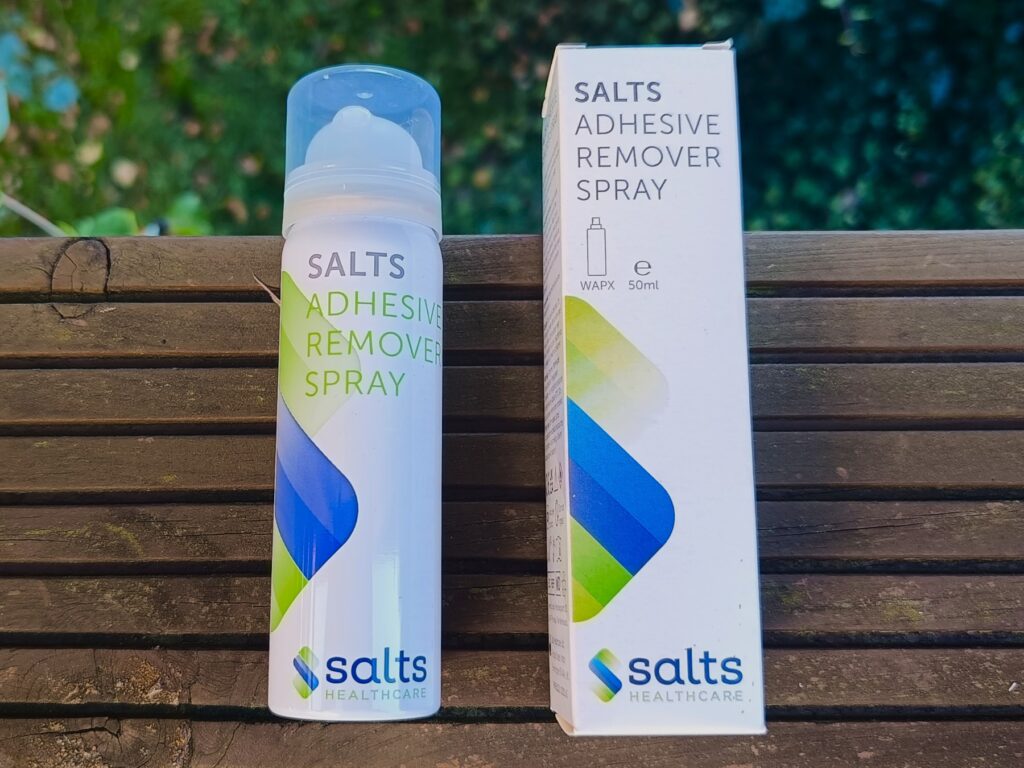 SALTS
ADHESIVE
REMOVER
SPRAY
salts
HEALTHCARE
SALTS
ADHESIVE
REMOVER
SPRAY
WAPX
e
50ml
salts
HEALTHCARE